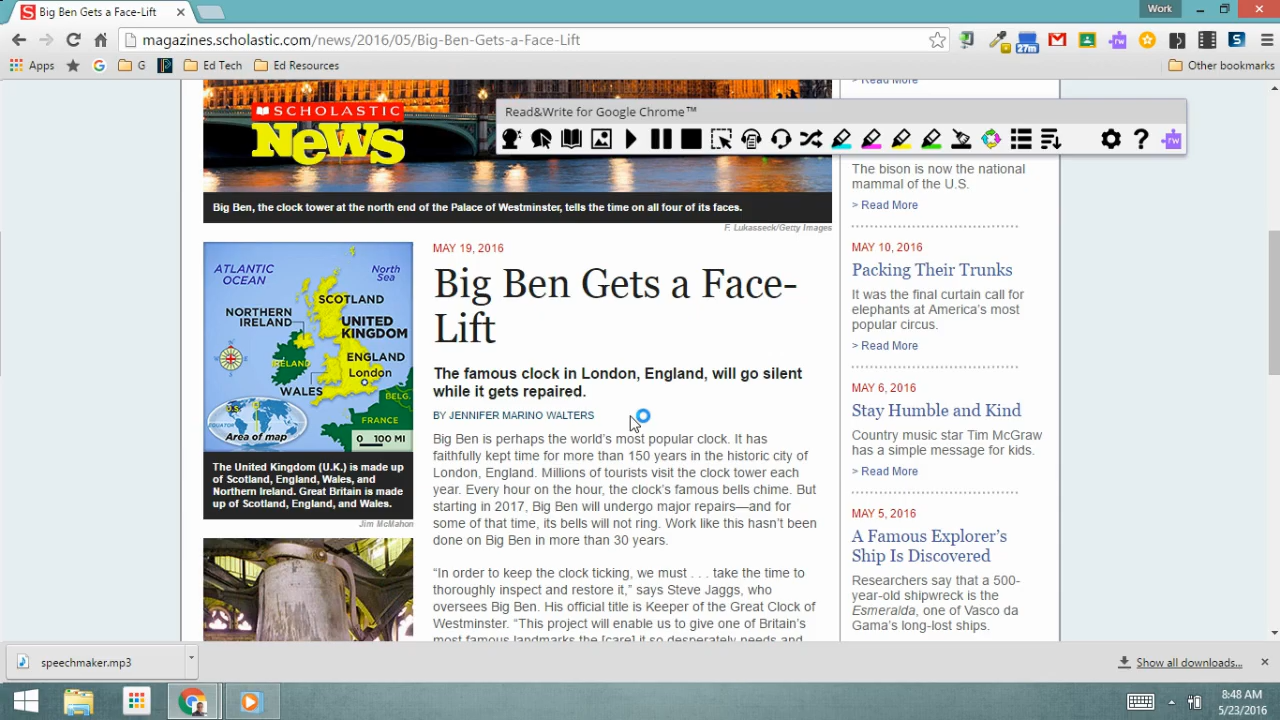 Big Ben Gets a Face-Lift
Work
magazines.scholastic.com/news/2016/05/Big-Ben-Gets-a-Face-Lift
27m
rw
Apps
G
Ed Tech
Ed Resources
Other bookmarks
SCHOLASTIC
NeWS
Read&Write for Google Chrome™
rw
Big Ben, the clock tower at the north end of the Palace of Westminster, tells the time on all four of its faces.
F. Lukasseck/Getty Images
ATLANTIC
OCEAN
North
Sea
SCOTLAND
NORTHERN
IRELAND
UNITED
KINGDOM
ENGLAND
IRELAND
London
WALES
BELG.
FRANCE
U.S.
EQUATOR
Area of map
0 100 MI
The United Kingdom (U.K.) is made up
of Scotland, England, Wales, and
Northern Ireland. Great Britain is made
up of Scotland, England, and Wales.
Jim McMahon
MAY 19, 2016
Big Ben Gets a Face-
Lift
The famous clock in London, England, will go silent
while it gets repaired.
BY JENNIFER MARINO WALTERS
Big Ben is perhaps the world's most popular clock. It has
faithfully kept time for more than 150 years in the historic city of
London, England. Millions of tourists visit the clock tower each
year. Every hour on the hour, the clock's famous bells chime. But
starting in 2017, Big Ben will undergo major repairs—and for
some of that time, its bells will not ring. Work like this hasn't been
done on Big Ben in more than 30 years.
“In order to keep the clock ticking, we must . . . take the time to
thoroughly inspect and restore it,” says Steve Jaggs, who
oversees Big Ben. His official title is Keeper of the Great Clock of
Westminster. “This project will enable us to give one of Britain's
most famous landmarks the [care] it so desperately needs and
> Read More
The bison is now the national
mammal of the U.S.
> Read More
MAY 10, 2016
Packing Their Trunks
It was the final curtain call for
elephants at America's most
popular circus.
> Read More
MAY 6, 2016
Stay Humble and Kind
Country music star Tim McGraw
has a simple message for kids.
> Read More
MAY 5, 2016
A Famous Explorer's
Ship Is Discovered
Researchers say that a 500-
year-old shipwreck is the
Esmeralda, one of Vasco da
Gama's long-lost ships.
speechmaker.mp3
Show all downloads...
8:48 AM
5/23/2016